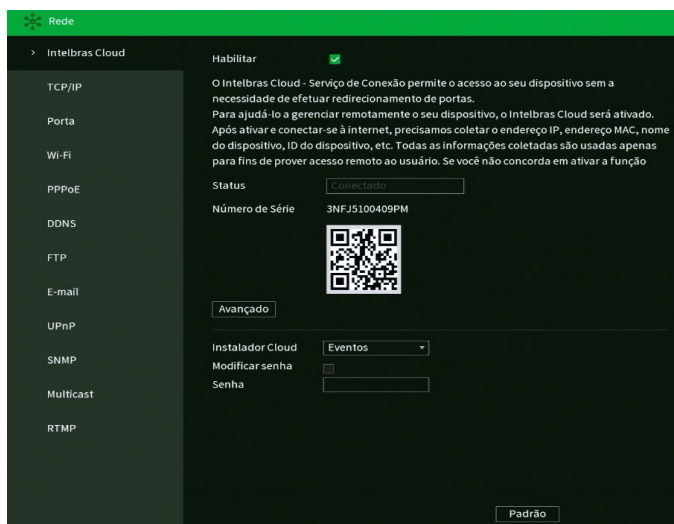 Rede
Intelbras Cloud
TCP/IP
Porta
Wi-Fi
PPPoE
DDNS
FTP
E-mail
UPnP
SNMP
Multicast
RTMP
Habilitar
O Intelbras Cloud - Serviço de Conexão permite o acesso ao seu dispositivo sem a
necessidade de efetuar redirecionamento de portas.
Para ajudá-lo a gerenciar remotamente o seu dispositivo, o Intelbras Cloud será ativado.
Após ativar e conectar-se à internet, precisamos coletar o endereço IP, endereço MAC, nome
do dispositivo, ID do dispositivo, etc. Todas as informações coletadas são usadas apenas
para fins de prover acesso remoto ao usuário. Se você não concorda em ativar a função
Status Conectado
Número de Série 3NFJ5100409PM
Avançado
Instalador Cloud Eventos
Modificar senha
Senha
Padrão